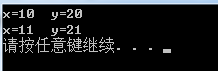 x=10  y=20
x=11  y=21
请按任意键继续. . .